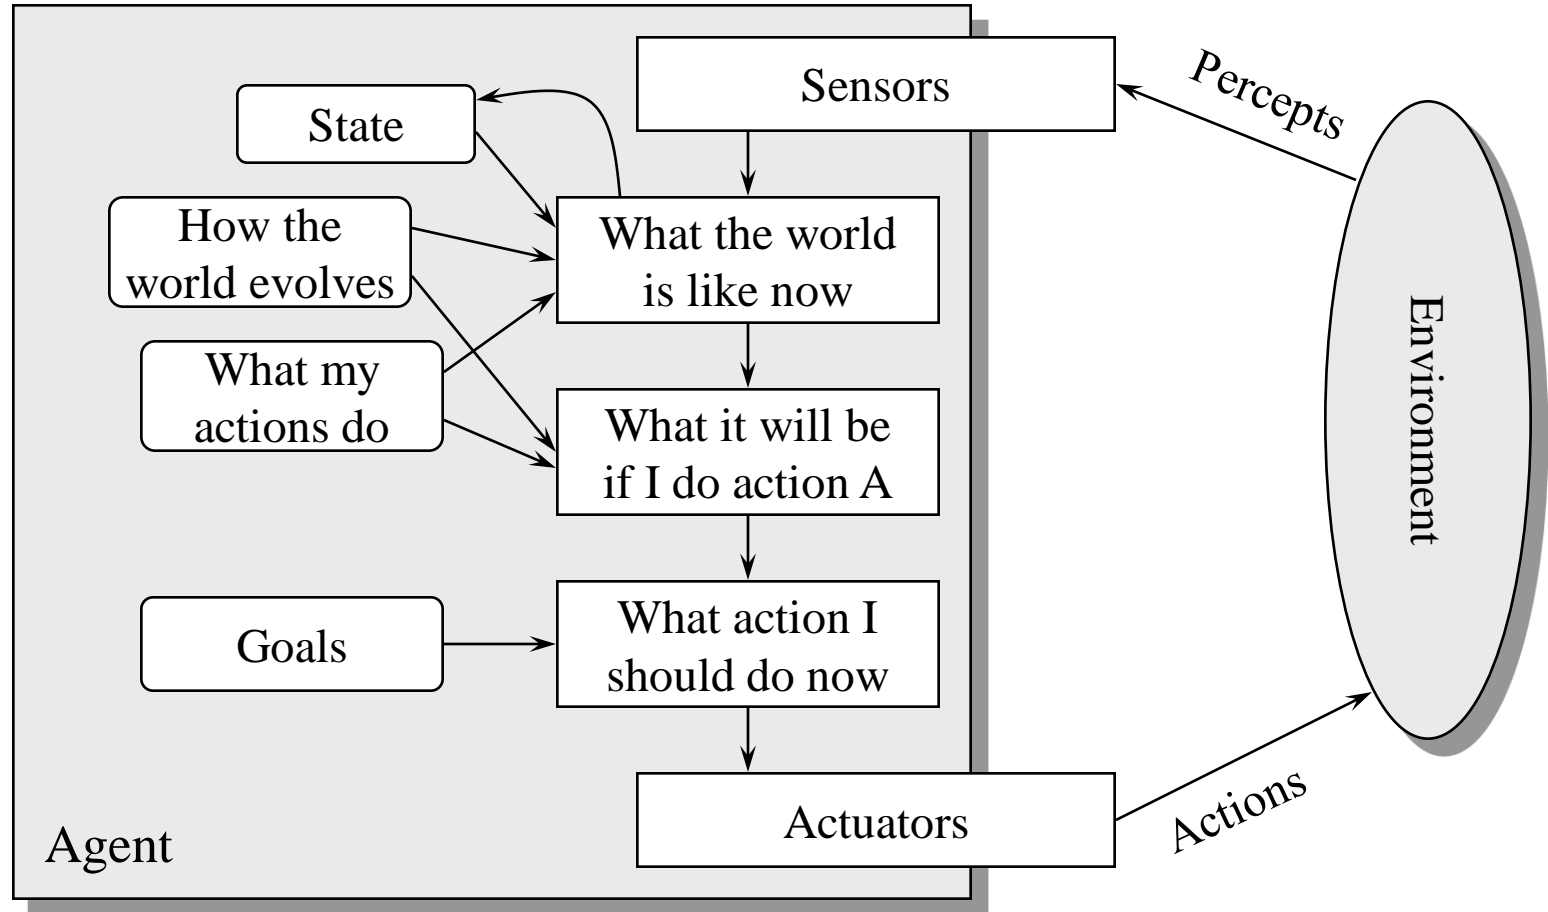 Sensors
Percepts
State
How the
world evolves
What the world
is like now
What my
actions do
What it will be
if I do action A
Environment
Goals
What action I
should do now
Actuators
Actions
Agent